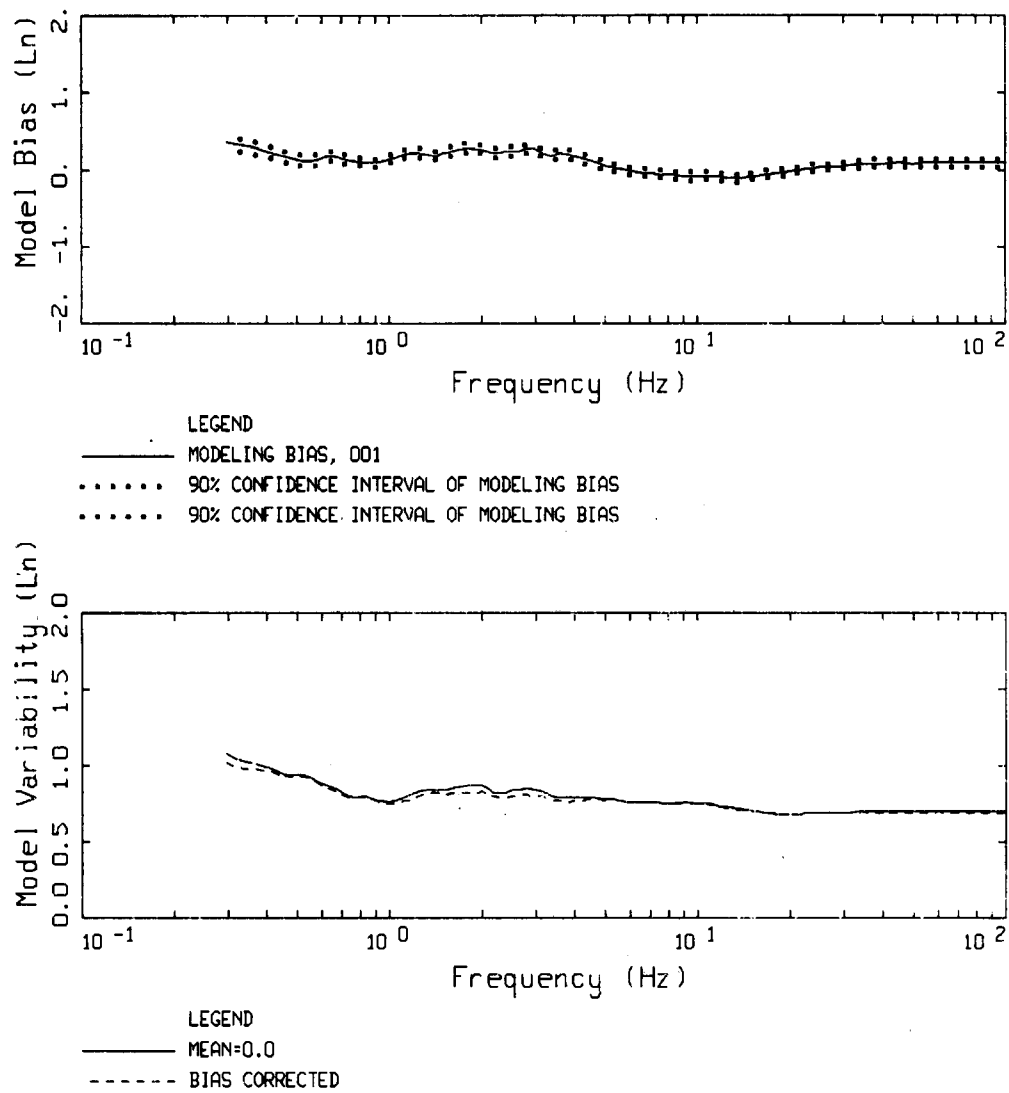 Model Bias (Ln)
2.
1.
0.
-1.
-2.
10 -1
10 0
10 1
10 2
Frequency (Hz)
LEGEND
MODELING BIAS, 001
90% CONFIDENCE INTERVAL OF MODELING BIAS
90% CONFIDENCE INTERVAL OF MODELING BIAS
Model Variability (Ln)
2.0
1.5
1.0
0.5
0.0
10 -1
10 0
10 1
10 2
Frequency (Hz)
LEGEND
MEAN=0.0
BIAS CORRECTED